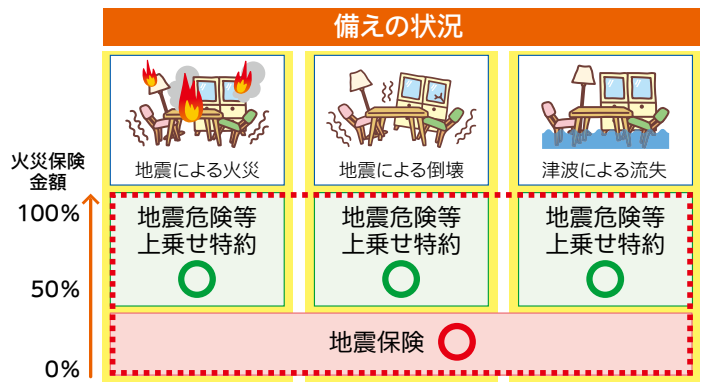 備えの状況
地震による火災
地震による倒壊
津波による流失
火災保険
金額
100%
50%
0%
地震危険等
上乗せ特約
地震危険等
上乗せ特約
地震危険等
上乗せ特約
地震保険